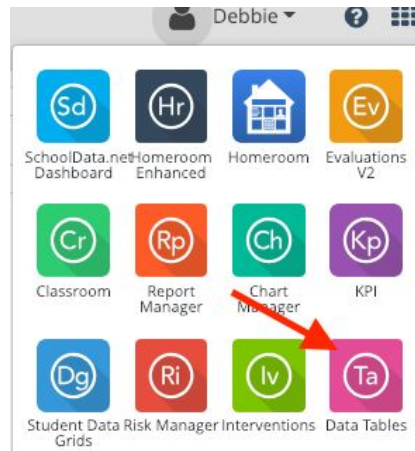 Debbie
Sd Hr Ev
SchoolData.net Homeroom Homeroom Evaluations
Dashboard Enhanced V2
Cr Rp Ch Kp
Classroom Report Chart KPI
Manager Manager
Dg Ri Iv Ta
Student Data Risk Manager Interventions Data Tables
Grids